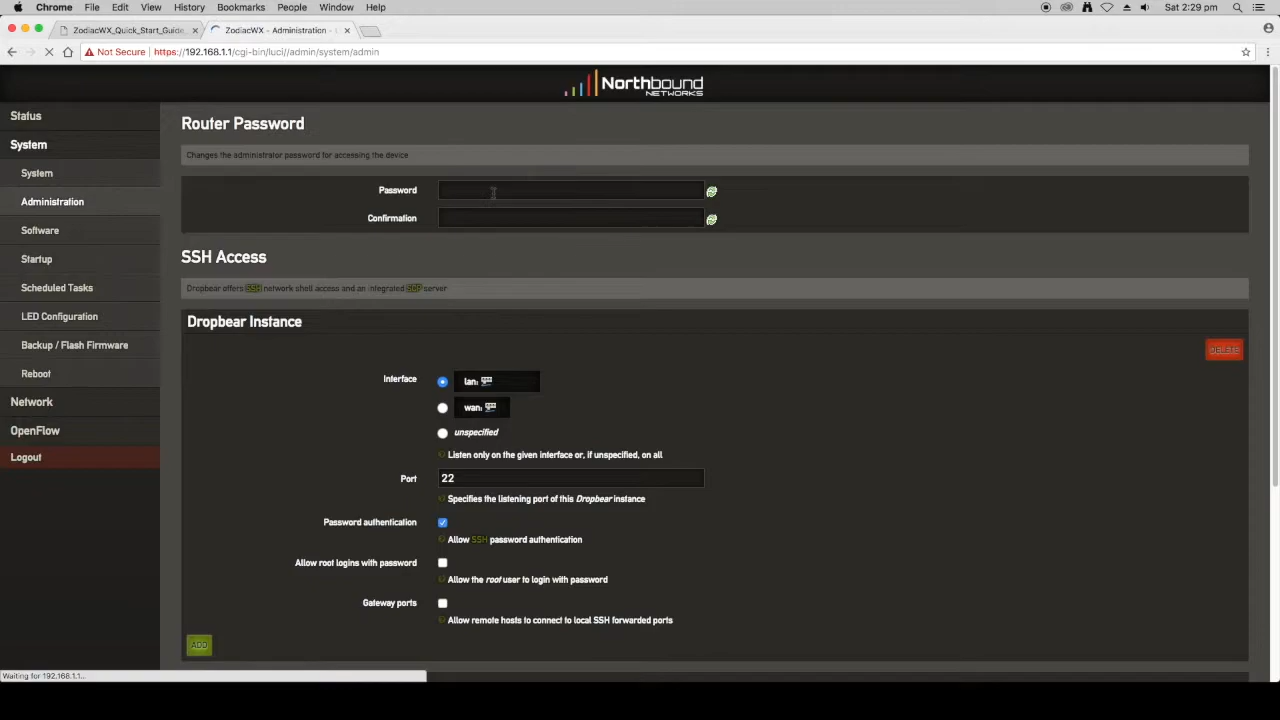 Chrome File Edit View History Bookmarks People Window Help Sat 2:29 pm
ZodiacWX_Quick_Start_Guide_ ZodiacWX - Administration -
Not Secure https://192.168.1.1/cgi-bin/luci//admin/system/admin
Northbound
NETWORKS
Status
System
System
Administration
Software
Startup
Scheduled Tasks
LED Configuration
Backup / Flash Firmware
Reboot
Network
OpenFlow
Logout
Router Password
Changes the administrator password for accessing the device
Password
Confirmation
SSH Access
Dropbear offers SSH network shell access and an integrated SCP server
Dropbear Instance
DELETE
Interface
lan:
wan:
unspecified
Listen only on the given interface or, if unspecified, on all
Port 22
Specifies the listening port of this Dropbear instance
Password authentication
Allow SSH password authentication
Allow root logins with password
Allow the root user to login with password
Gateway ports
Allow remote hosts to connect to local SSH forwarded ports
ADD
Waiting for 192.168.1.1...